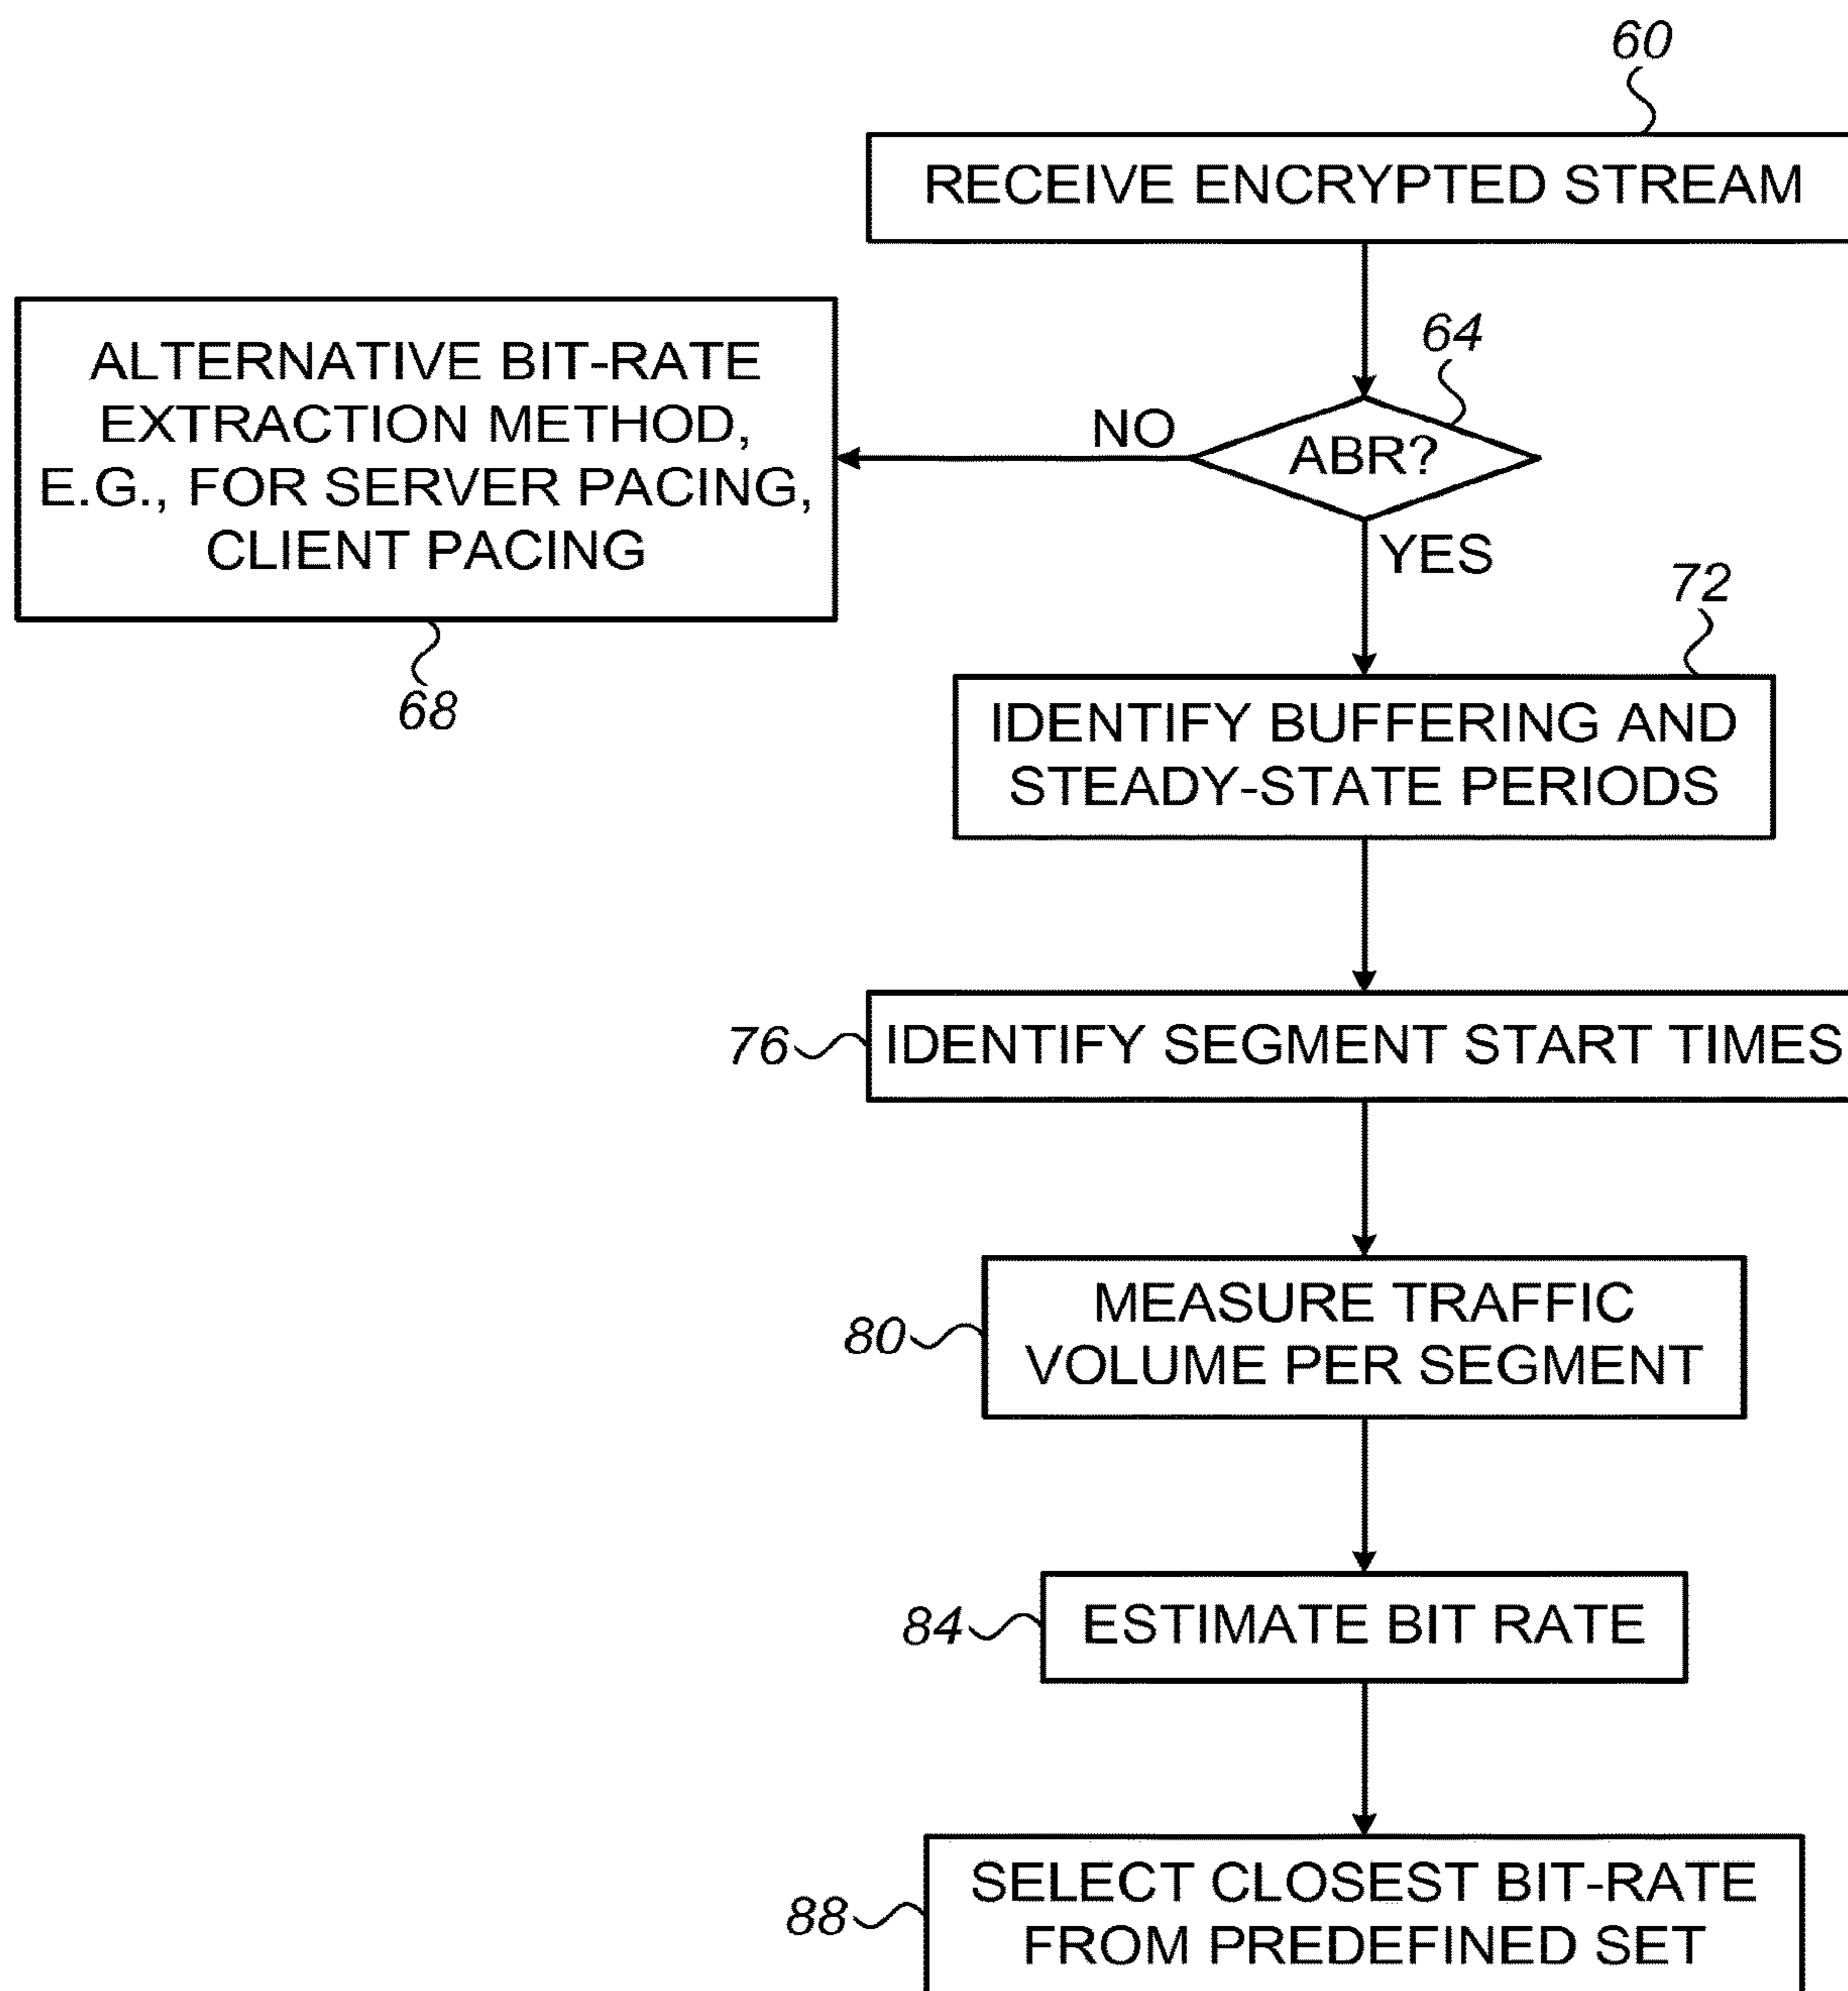 60
RECEIVE ENCRYPTED STREAM
64
ABR?
NO
YES
ALTERNATIVE BIT-RATE
EXTRACTION METHOD,
E.G., FOR SERVER PACING,
CLIENT PACING
68
72
IDENTIFY BUFFERING AND
STEADY-STATE PERIODS
76
IDENTIFY SEGMENT START TIMES
80
MEASURE TRAFFIC
VOLUME PER SEGMENT
84
ESTIMATE BIT RATE
88
SELECT CLOSEST BIT-RATE
FROM PREDEFINED SET